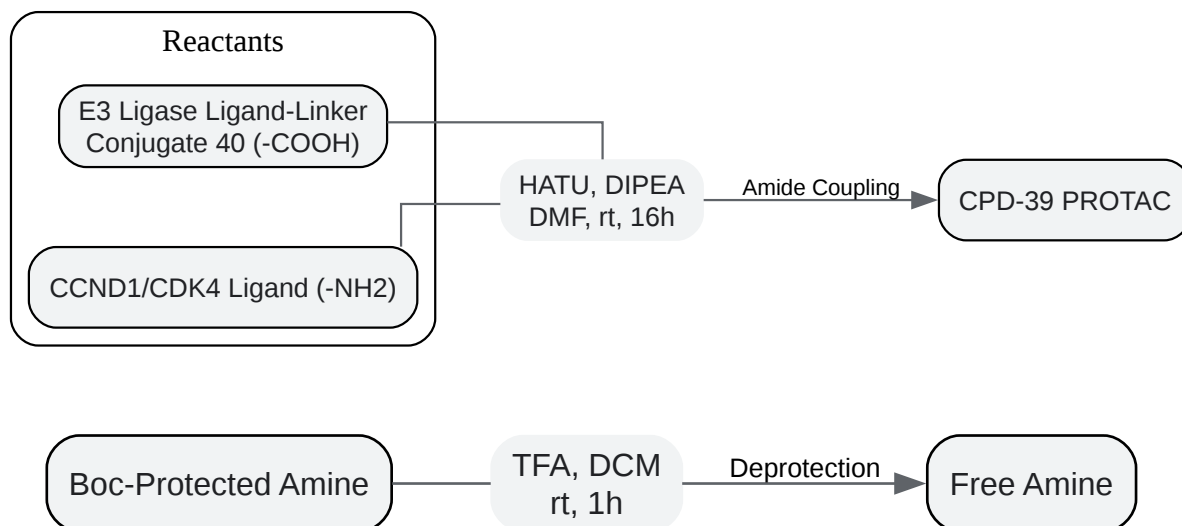 Reactants
E3 Ligase Ligand-Linker
Conjugate 40 (-COOH)
HATU, DIPEA
DMF, rt, 16h
Amide Coupling
CPD-39 PROTAC
CCND1/CDK4 Ligand (-NH2)
Boc-Protected Amine
TFA, DCM
rt, 1h
Deprotection
Free Amine